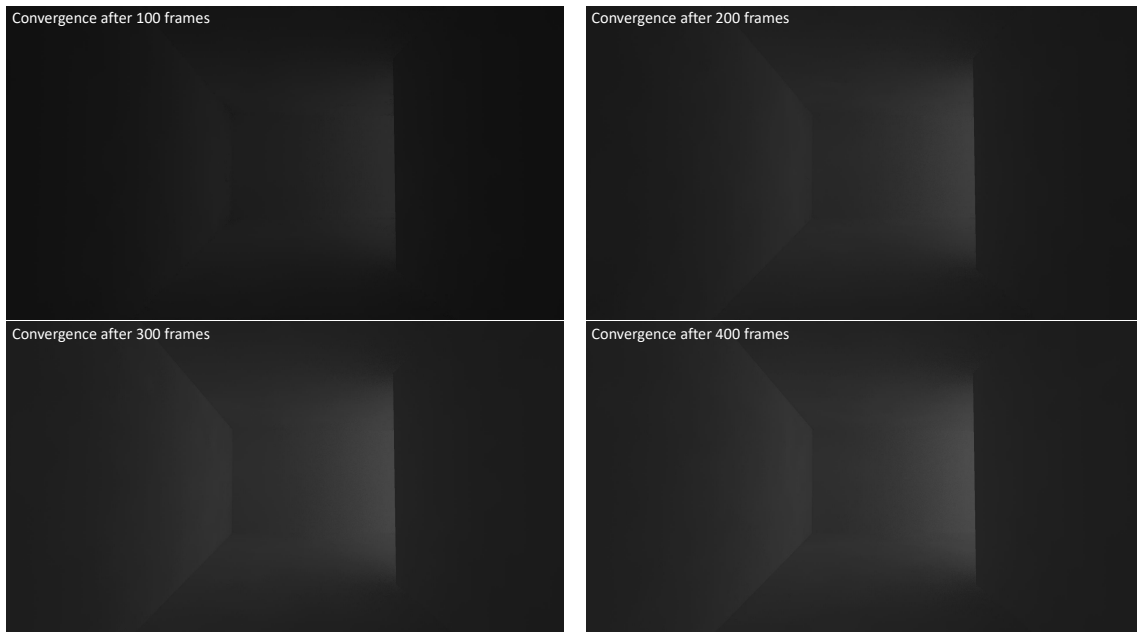 Convergence after 100 frames
Convergence after 200 frames
Convergence after 300 frames
Convergence after 400 frames